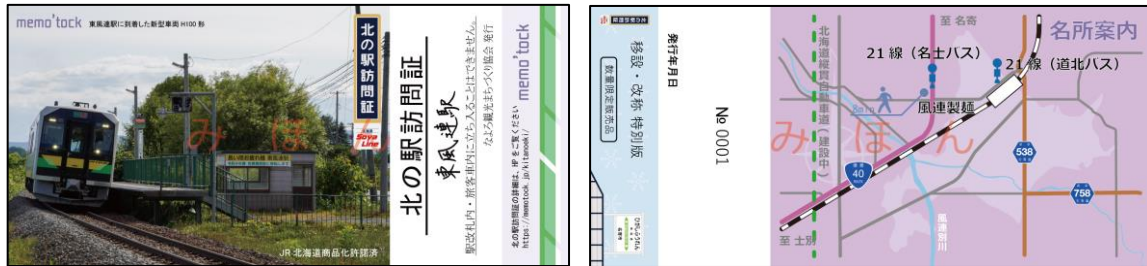 memo'tock 東風連駅に到着した新型車両 H100 形
北の駅訪問証
Soya Line
みほん
JR 北海道商品化許諾済
北の駅訪問証
東風連駅
駅改札内・旅客車内に立ち入ることはできません。
なよろ観光まちづくり協会 発行
memo'tock
北の駅訪問証の詳細は、HP をご覧ください
https://memotock.jp/kitanoeki/
移設・改称 特別版
数量限定販売品
発行年月日
№ 0001
名所案内
至 名寄
21 線（名士バス）
21 線（道北バス）
8min
風連製麺
みほん
北海道縦貫自動車道（建設中）
40
538
758
風連別川
至 士別